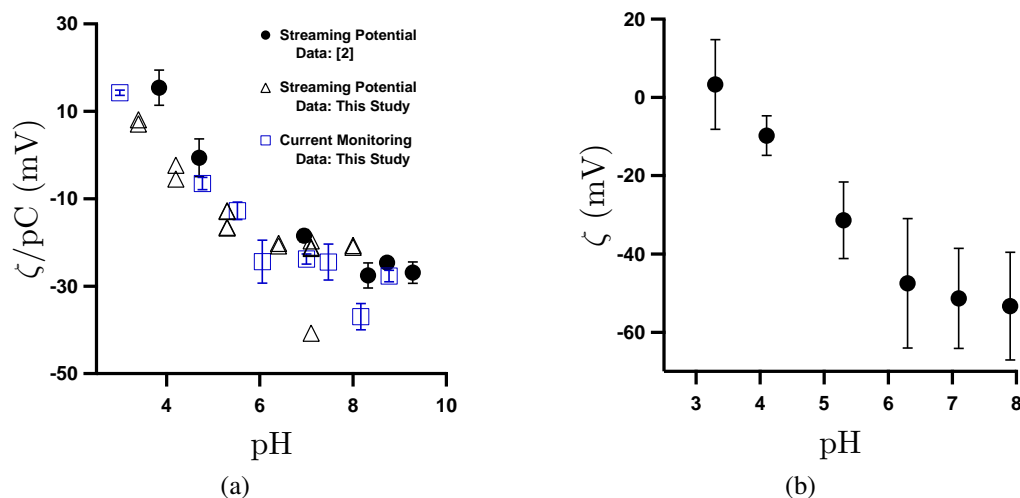 30
10
-10
-30
-50
ζ/pC (mV)
4
6
8
10
pH
Streaming Potential
Data: [2]
Streaming Potential
Data: This Study
Current Monitoring
Data: This Study
(a)
20
0
-20
-40
-60
ζ (mV)
3
4
5
6
7
8
pH
(b)